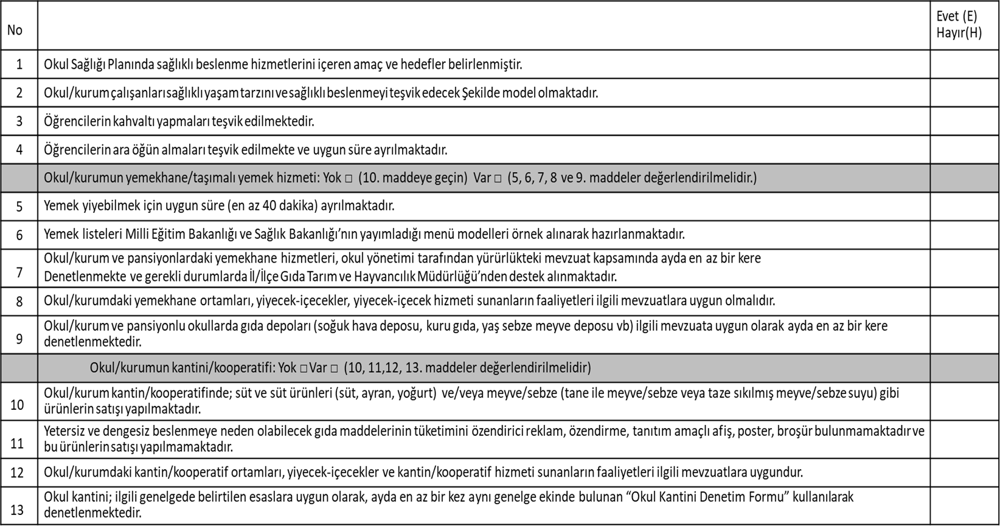 No
Evet (E)
Hayır(H)
1 Okul Sağlığı Planında sağlıklı beslenme hizmetlerini içeren amaç ve hedefler belirlenmiştir.
2 Okul/kurum çalışanları sağlıklı yaşam tarzını ve sağlıklı beslenmeyi teşvik edecek Şekilde model olmaktadır.
3 Öğrencilerin kahvaltı yapmaları teşvik edilmektedir.
4 Öğrencilerin ara öğün almaları teşvik edilmekte ve uygun süre ayrılmaktadır.
Okul/kurumun yemekhane/taşımalı yemek hizmeti: Yok □ (10. maddeye geçin) Var □ (5, 6, 7, 8 ve 9. maddeler değerlendirilmelidir.)
5 Yemek yiyebilmek için uygun süre (en az 40 dakika) ayrılmaktadır.
6 Yemek listeleri Milli Eğitim Bakanlığı ve Sağlık Bakanlığı’nın yayımladığı menü modelleri örnek alınarak hazırlanmaktadır.
7 Okul/kurum ve pansiyonlardaki yemekhane hizmetleri, okul yönetimi tarafından yürürlükteki mevzuat kapsamında ayda en az bir kere
Denetlenmekte ve gerekli durumlarda İl/İlçe Gıda Tarım ve Hayvancılık Müdürlüğü’nden destek alınmaktadır.
8 Okul/kurumdaki yemekhane ortamları, yiyecek-içecekler, yiyecek-içecek hizmeti sunanların faaliyetleri ilgili mevzuatlara uygun olmalıdır.
9 Okul/kurum ve pansiyonlu okullarda gıda depoları (soğuk hava deposu, kuru gıda, yaş sebze meyve deposu vb) ilgili mevzuata uygun olarak ayda en az bir kere
denetlenmektedir.
Okul/kurumun kantini/kooperatifi: Yok □ Var □ (10, 11,12, 13. maddeler değerlendirilmelidir)
10 Okul/kurum kantin/kooperatifinde; süt ve süt ürünleri (süt, ayran, yoğurt) ve/veya meyve/sebze (tane ile meyve/sebze veya taze sıkılmış meyve/sebze suyu) gibi
ürünlerin satışı yapılmaktadır.
11 Yetersiz ve dengesiz beslenmeye neden olabilecek gıda maddelerinin tüketimini özendirici reklam, özendirme, tanıtım amaçlı afiş, poster, broşür bulunmamaktadır ve
bu ürünlerin satışı yapılmamaktadır.
12 Okul/kurumdaki kantin/kooperatif ortamları, yiyecek-içecekler ve kantin/kooperatif hizmeti sunanların faaliyetleri ilgili mevzuatlara uygundur.
13 Okul kantini; ilgili genelgede belirtilen esaslara uygun olarak, ayda en az bir kez aynı genelge ekinde bulunan “Okul Kantini Denetim Formu” kullanılarak
denetlenmektedir.